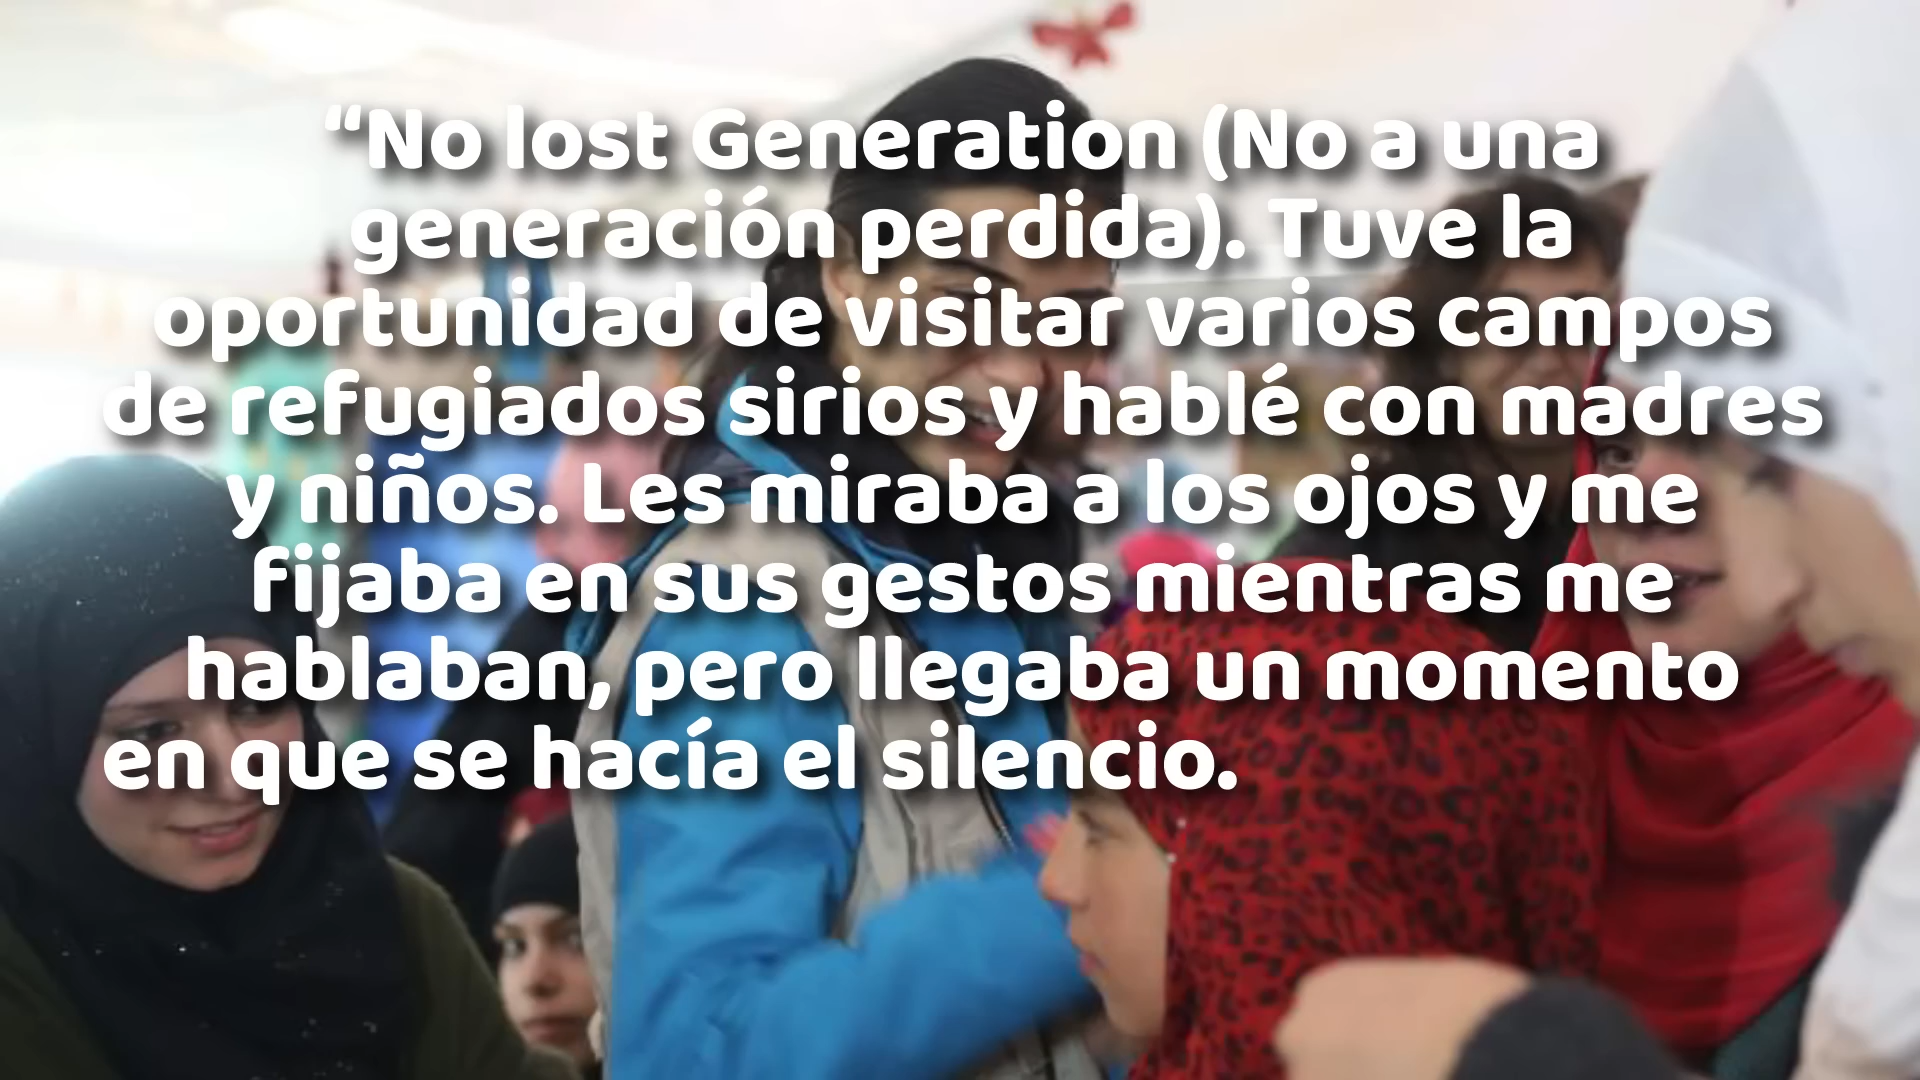 “No lost Generation (No a una
generación perdida). Tuve la
oportunidad de visitar varios campos
de refugiados sirios y hablé con madres
y niños. Les miraba a los ojos y me
fijaba en sus gestos mientras me
hablaban, pero llegaba un momento
en que se hacía el silencio.